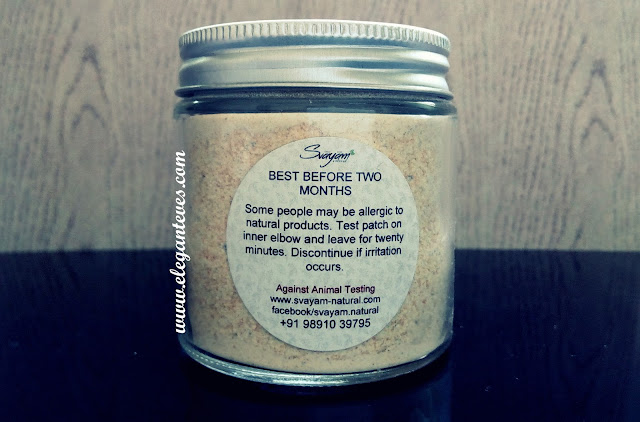 Svayam
BEST BEFORE TWO
MONTHS
Some people may be allergic to
natural products. Test patch on
inner elbow and leave for twenty
minutes. Discontinue if irritation
occurs.
Against Animal Testing
www.svayam-natural.com
facebook/svayam.natural
+91 98910 39795
www.eleganteves.com